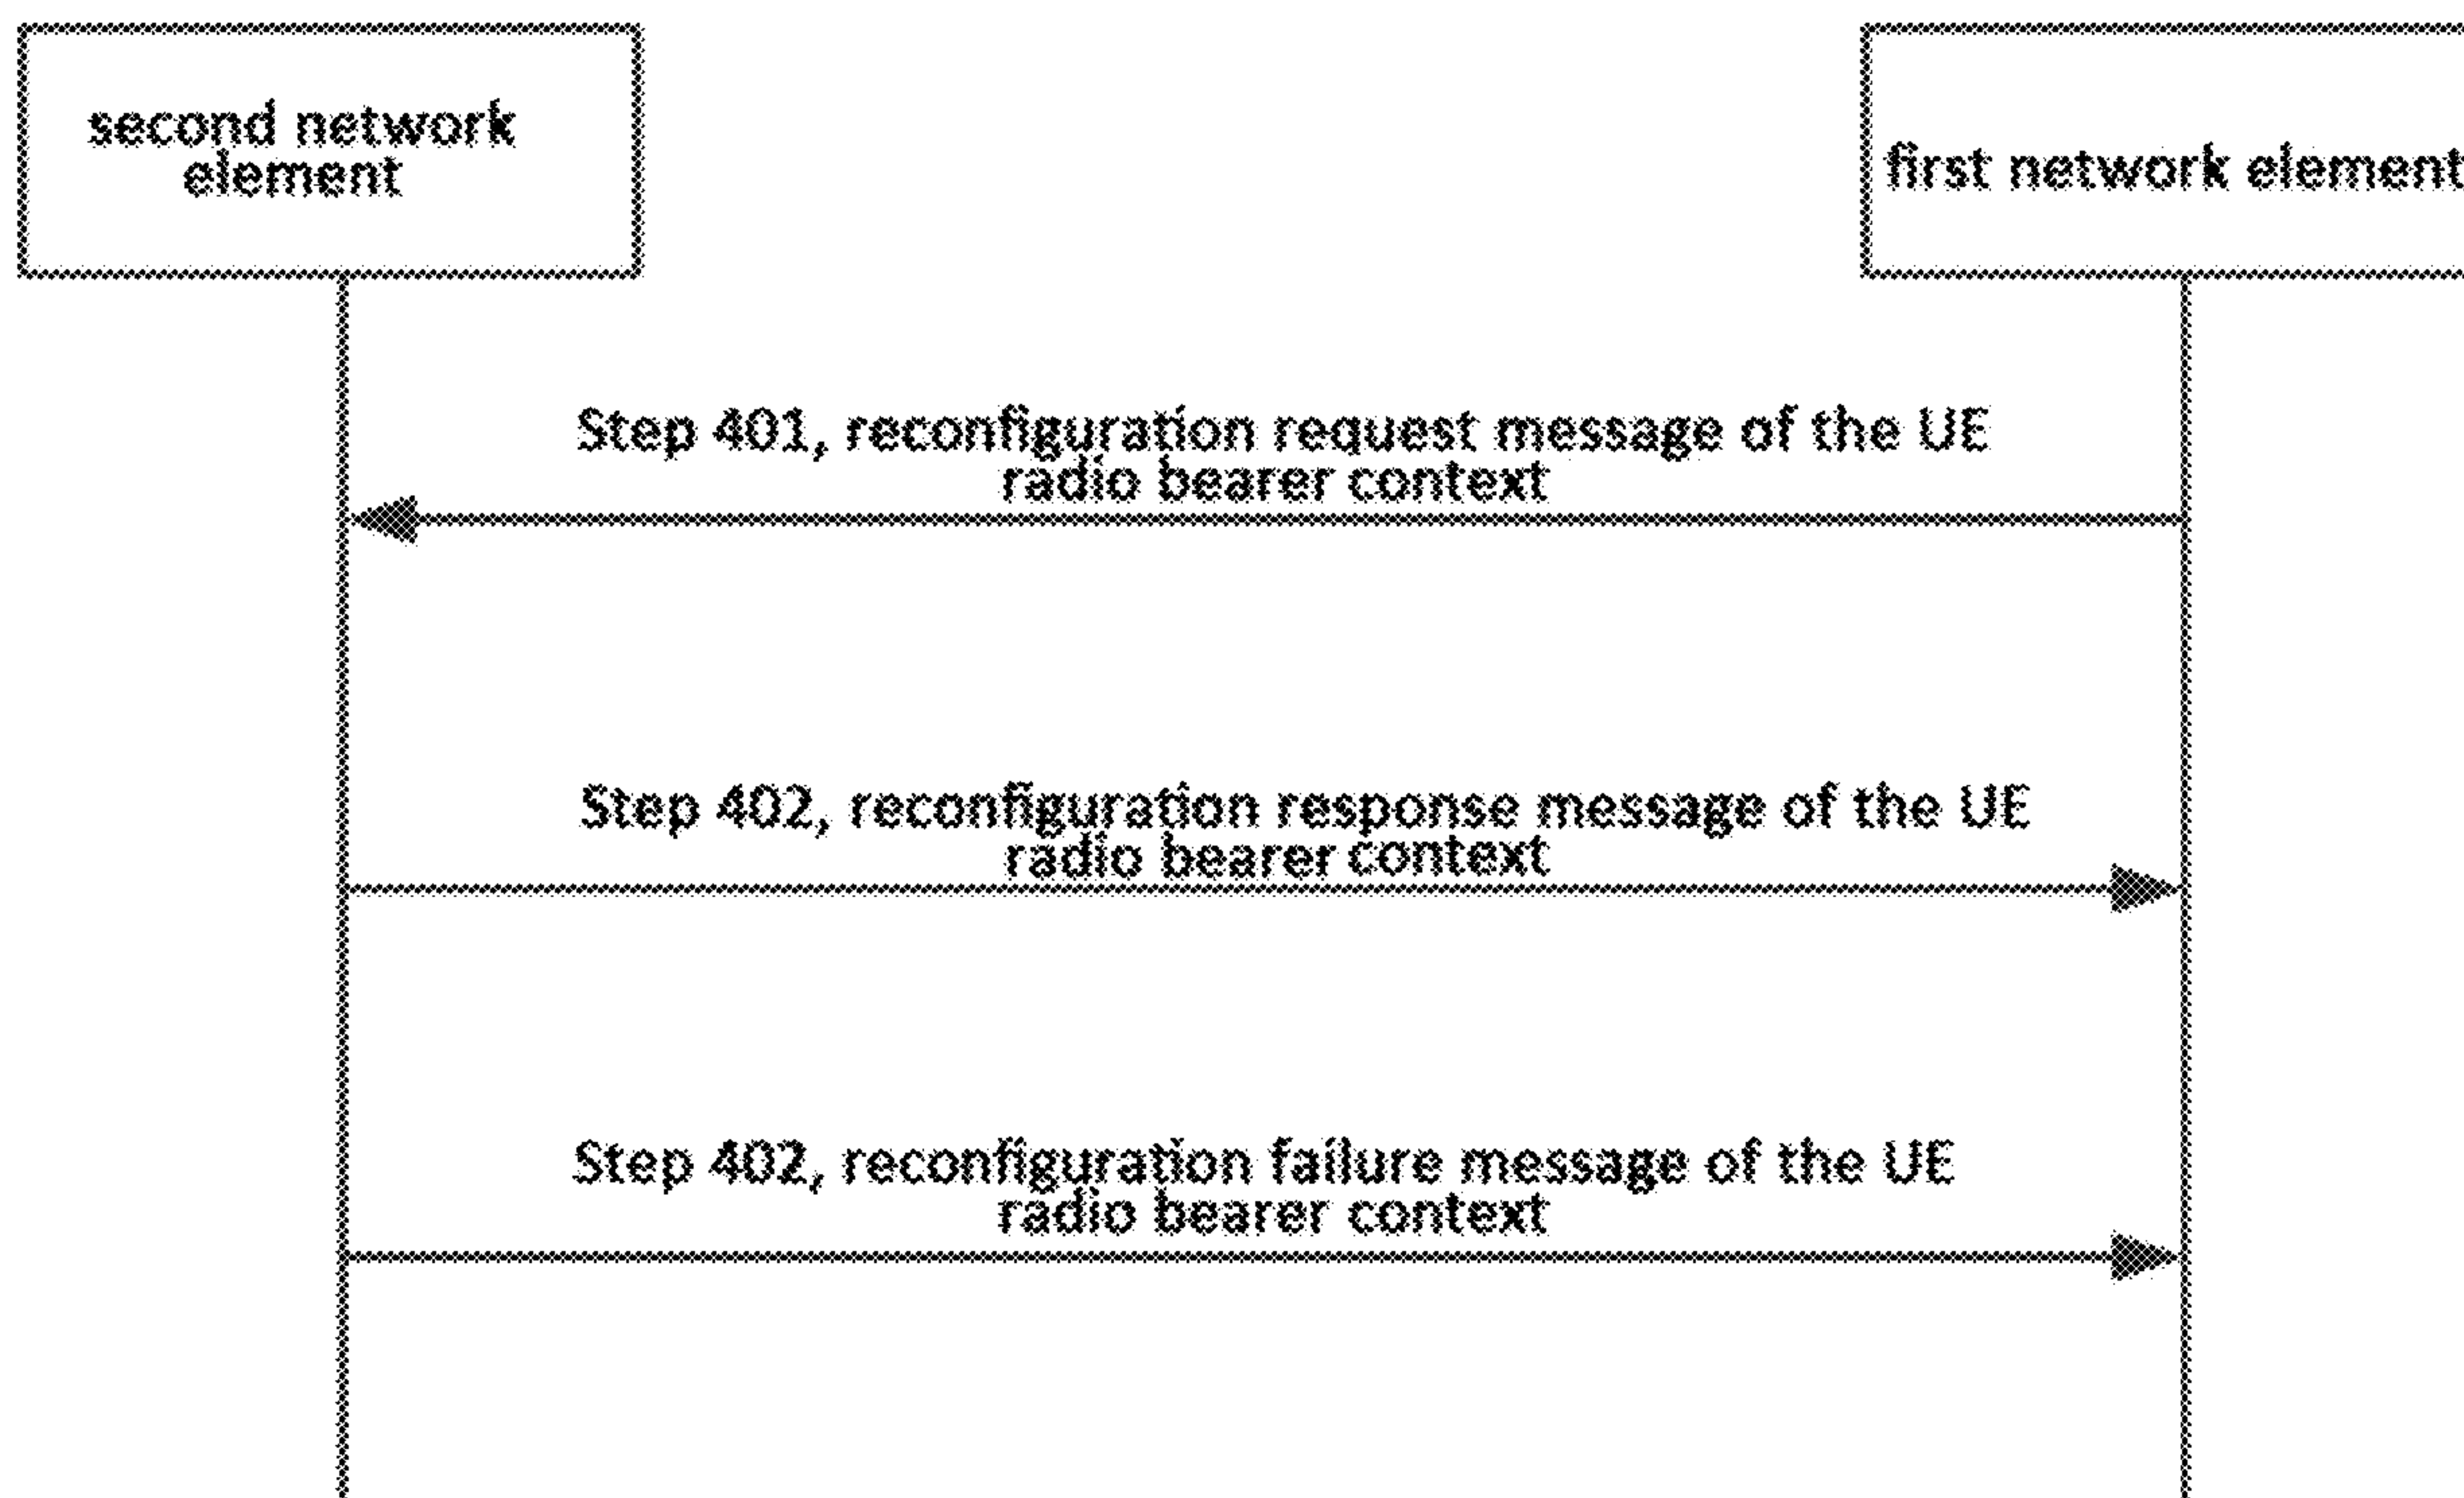 second network
element
first network element
Step 401, reconfiguration request message of the UE
radio bearer context
Step 402, reconfiguration response message of the UE
radio bearer context
Step 402, reconfiguration failure message of the UE
radio bearer context